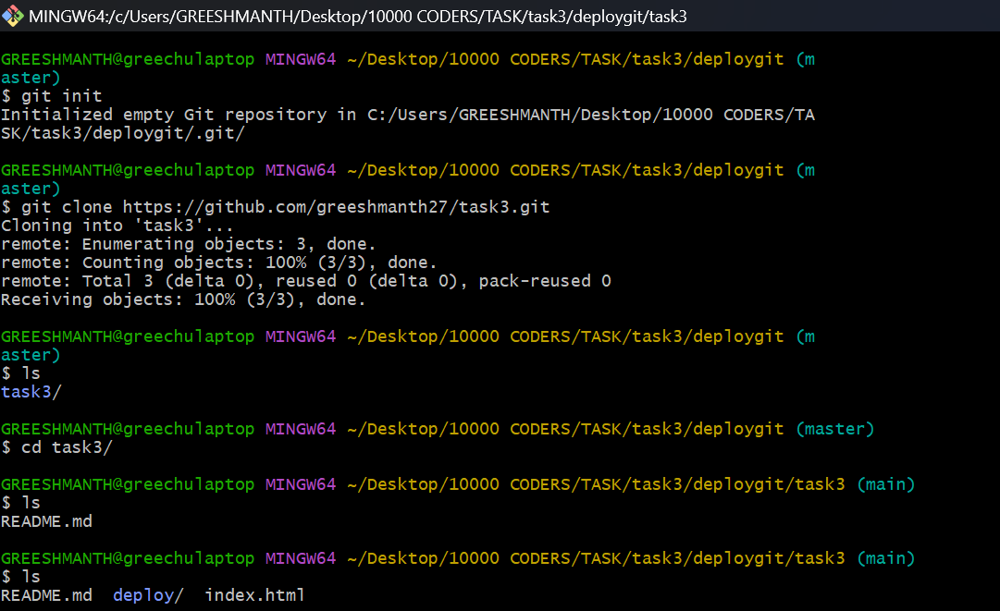 MINGW64:/c/Users/GREESHMANTH/Desktop/10000 CODERS/TASK/task3/deploygit/task3
GREESHMANTH@greechulaptop MINGW64 ~/Desktop/10000 CODERS/TASK/task3/deploygit (m
aster)
$ git init
Initialized empty Git repository in C:/Users/GREESHMANTH/Desktop/10000 CODERS/TA
SK/task3/deploygit/.git/
GREESHMANTH@greechulaptop MINGW64 ~/Desktop/10000 CODERS/TASK/task3/deploygit (m
aster)
$ git clone https://github.com/greeshmanth27/task3.git
Cloning into 'task3'...
remote: Enumerating objects: 3, done.
remote: Counting objects: 100% (3/3), done.
remote: Total 3 (delta 0), reused 0 (delta 0), pack-reused 0
Receiving objects: 100% (3/3), done.
GREESHMANTH@greechulaptop MINGW64 ~/Desktop/10000 CODERS/TASK/task3/deploygit (m
aster)
$ ls
task3/
GREESHMANTH@greechulaptop MINGW64 ~/Desktop/10000 CODERS/TASK/task3/deploygit (master)
$ cd task3/
GREESHMANTH@greechulaptop MINGW64 ~/Desktop/10000 CODERS/TASK/task3/deploygit/task3 (main)
$ ls
README.md
GREESHMANTH@greechulaptop MINGW64 ~/Desktop/10000 CODERS/TASK/task3/deploygit/task3 (main)
$ ls
README.md  deploy/  index.html